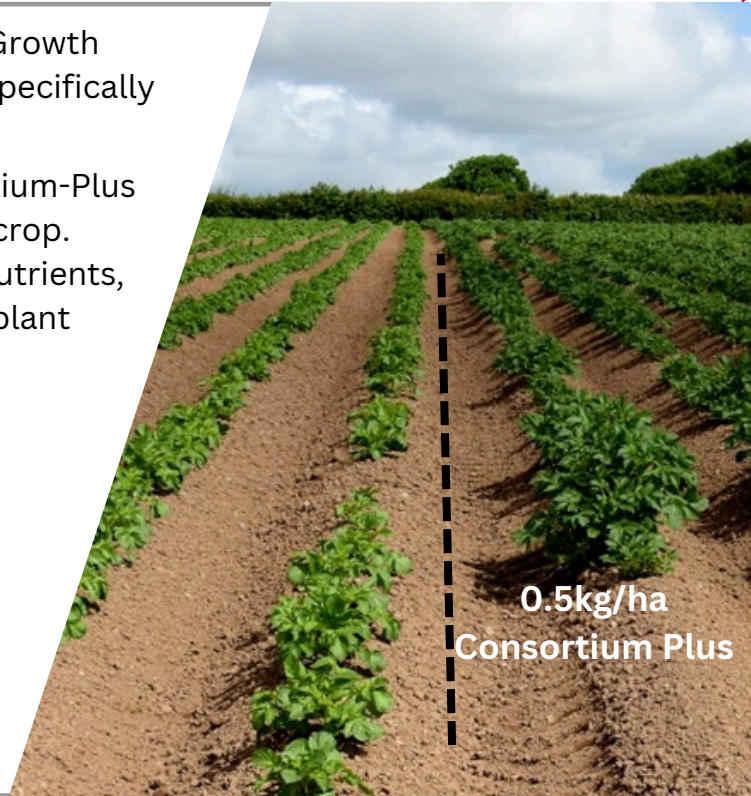 Growth
pecifically
ium-Plus
crop.
utrients,
plant
0.5kg/ha
Consortium Plus